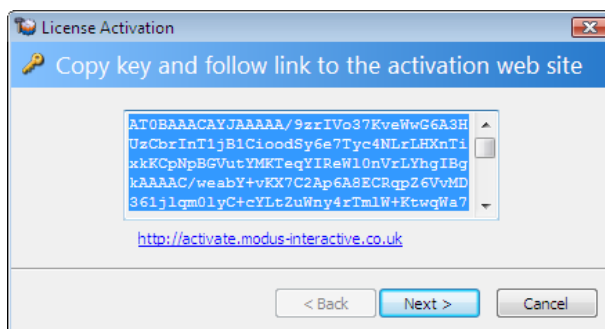 License Activation
Copy key and follow link to the activation web site
AT0BAAACAYJAAAAA/9zrIVo37KveWwG6A3H
UzCbrInT1jB1CioodSy6e7Tyc4NLrLHXnTi
xkKCpNpBGVutYMKTeqYIReWl0nVrLYhgIBg
kAAAAC/weabY+vKX7C2Ap6A8ECRqpZ6VvMD
361jlqm0lyC+cYLtZuWny4rTmlW+KtwqWa7
http://activate.modus-interactive.co.uk
< Back
Next >
Cancel